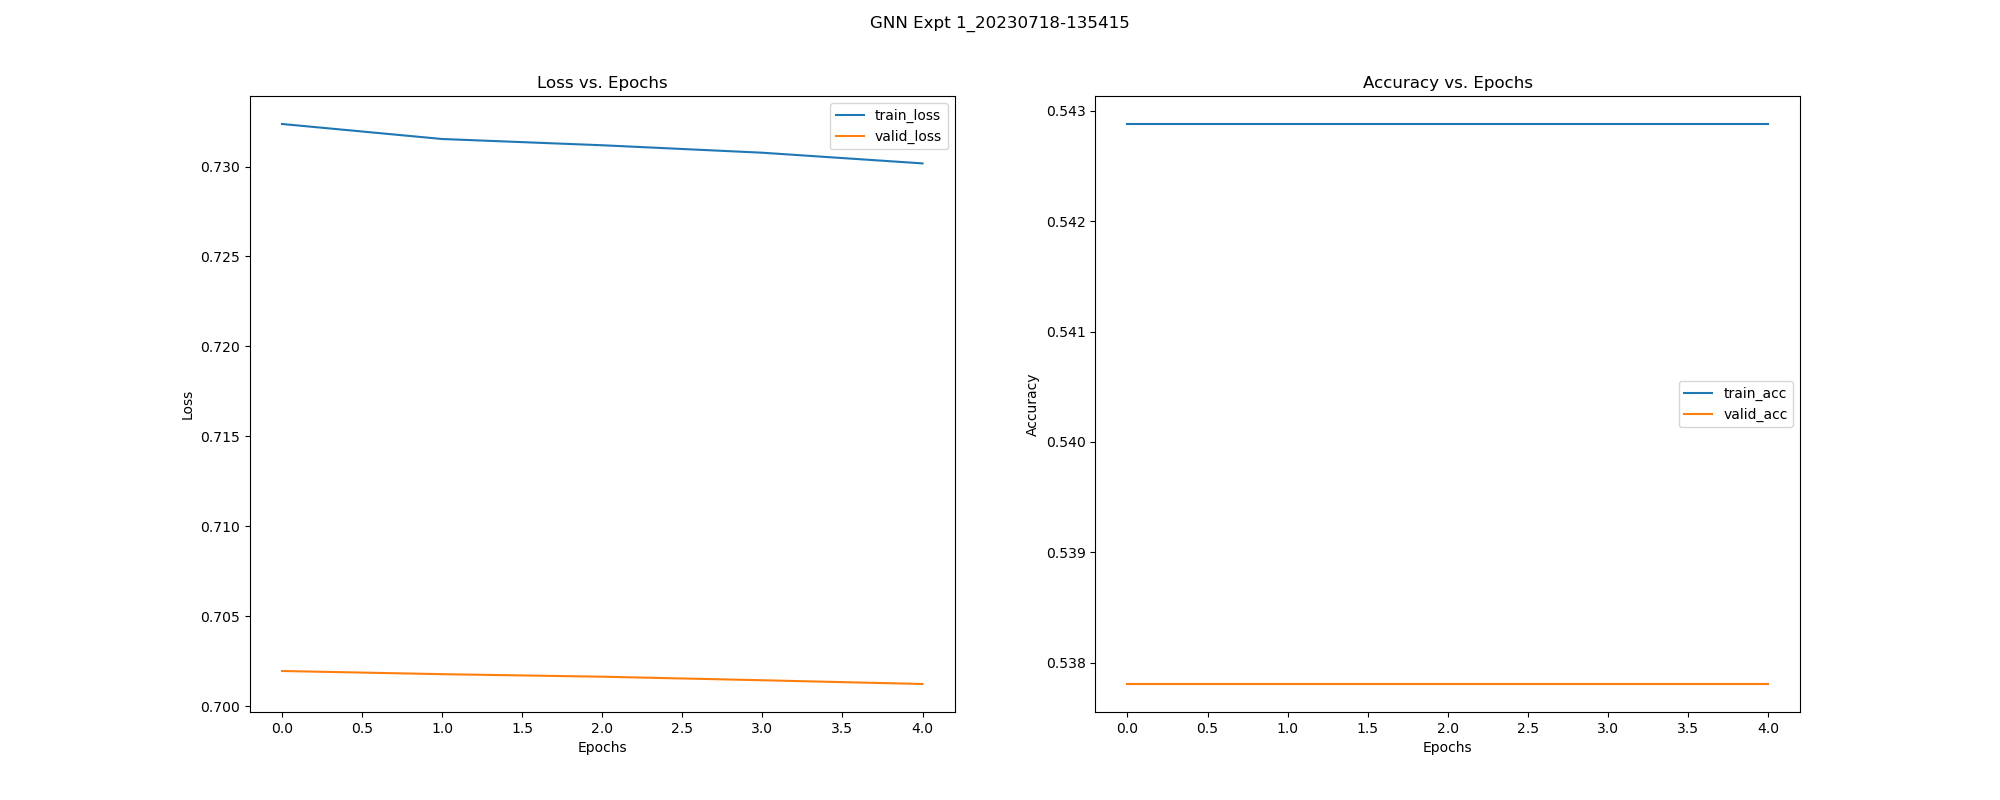 GNN Expt 1_20230718-135415
Loss vs. Epochs
train_loss
valid_loss
0.730
0.725
0.720
0.715
0.710
0.705
0.700
Loss
0.0 0.5 1.0 1.5 2.0 2.5 3.0 3.5 4.0
Epochs
Accuracy vs. Epochs
0.543
0.542
0.541
0.540
0.539
0.538
Accuracy
train_acc
valid_acc
0.0 0.5 1.0 1.5 2.0 2.5 3.0 3.5 4.0
Epochs